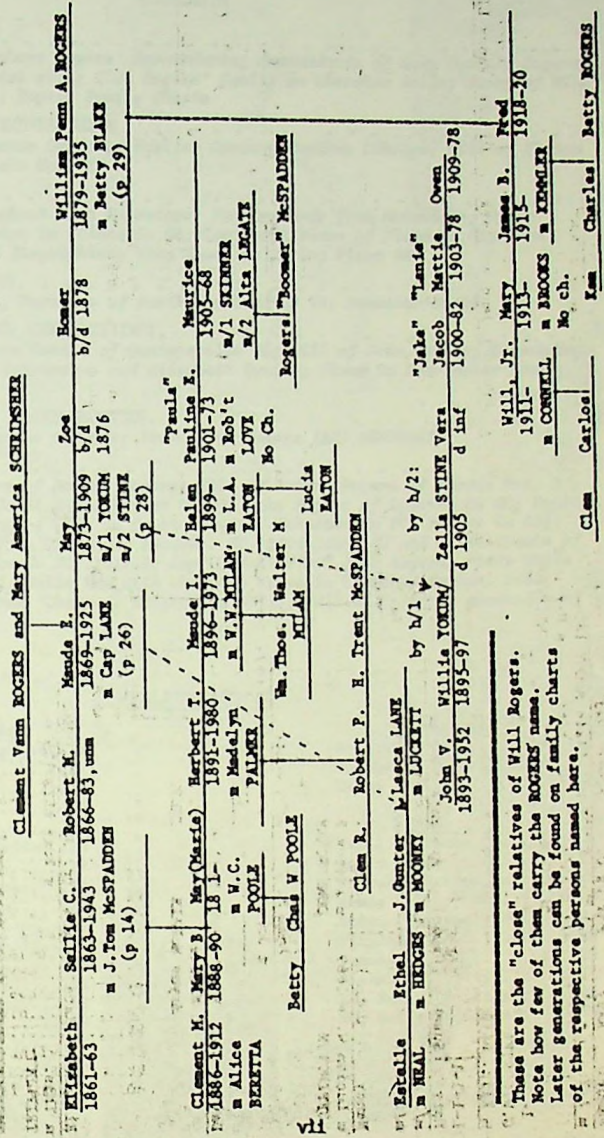 Clement Vann ROGERS and Mary America SCHRIMSHER
Elizabeth Sallie C. Robert M. Maude E. May Zoe Homer William Penn A. ROGERS
1861-63 1863-1943 1866-83, unm 1869-1925 1873-1909 b/d b/d 1878 1879-1935
m J.Tom McSPADDEN m Cap LANE m/1 YOKUM 1876 m Betty BLAKE
(p 14) (p 26) m/2 STINE (p 29)
(p 28)
"Paula"
Clement M. Mary B May(Marie) Herbert T. Maude I. Helen Pauline E. Maurice
1886-1912 1888-90 18 1- 1891-1980 1896-1973 1899- 1901-73 1905-68
m Alice m W.C. m Madelyn m W.W.MILAM m L.A. m Rob't m/1 SKINNER
BERETTA POOLE PALMER EATON LOVE m/2 Alta LEGATE
No Ch.
Betty Chas W POOLE Wm.Thos. Walter M Lucia Rogers "Boomer" McSPADDEN
MILAM EATON
Clem R. Robert P. H. Trent McSPADDEN
Estelle Ethel J.Gunter Lasca LANE by h/1 by h/2: "Jake" "Lanie"
m NEAL m HEDGES m MOONEY m LUCKETT
John V. Willie YOKUM/ Zella STINE Vera Jacob Mattie Owen
1893-1952 1895-97 d 1905 d inf 1900-82 1903-78 1909-78
Will, Jr. Mary James B. Fred
1911- 1913- 1915- 1918-20
m CONNELL m BROOKS m KEMMLER
No ch.
Clem Carlos Kem Charles Betty ROGERS
These are the "close" relatives of Will Rogers.
Note how few of them carry the ROGERS name.
Later generations can be found on family charts
of the respective persons named here.
vii